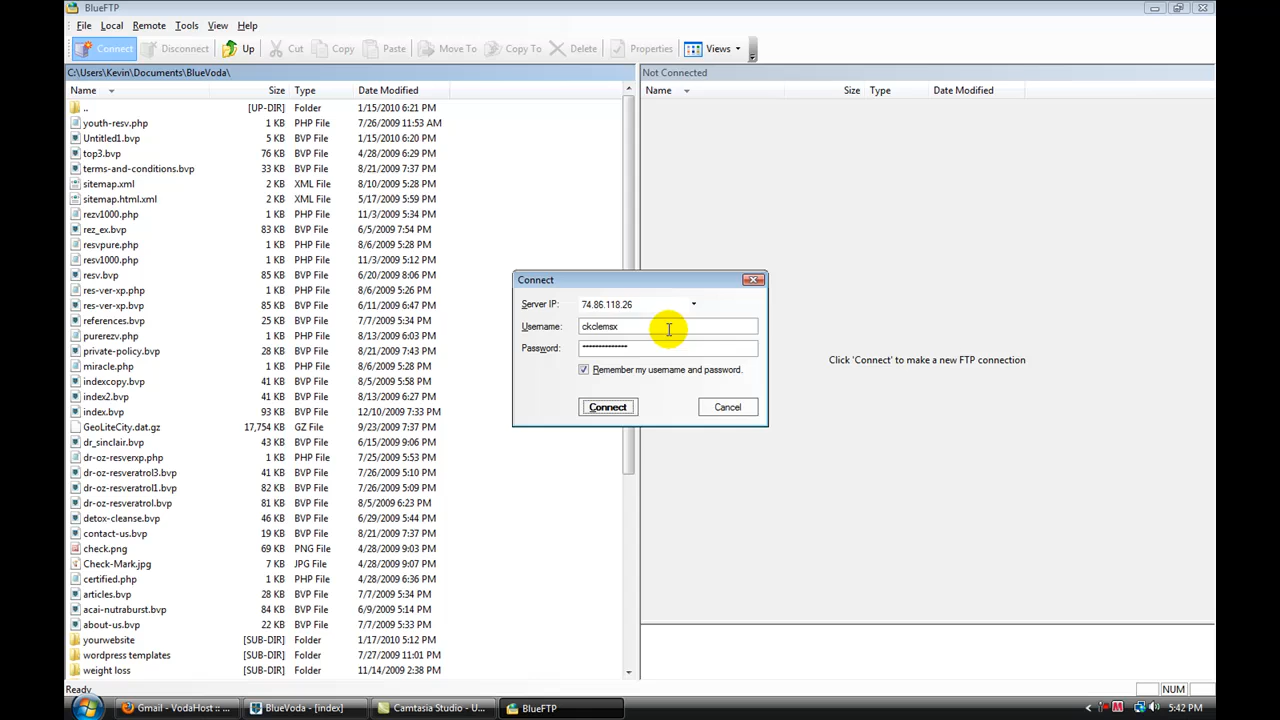 BlueFTP
File Local Remote Tools View Help
Connect Disconnect Up Cut Copy Paste Move To Copy To Delete Properties Views
C:\Users\Kevin\Documents\BlueVoda\
Not Connected
Name Size Type Date Modified
Name Size Type Date Modified
.. [UP-DIR] Folder 1/15/2010 6:21 PM
youth-resv.php 1 KB PHP File 7/26/2009 11:53 AM
Untitled1.bvp 5 KB BVP File 1/15/2010 6:20 PM
top3.bvp 76 KB BVP File 4/28/2009 6:29 PM
terms-and-conditions.bvp 33 KB BVP File 8/21/2009 7:37 PM
sitemap.xml 2 KB XML File 8/10/2009 5:28 PM
sitemap.html.xml 2 KB XML File 5/17/2009 5:59 PM
rezv1000.php 1 KB PHP File 11/3/2009 5:34 PM
rez_ex.bvp 83 KB BVP File 6/5/2009 7:54 PM
resvpure.php 1 KB PHP File 8/6/2009 5:28 PM
resv1000.php 1 KB PHP File 11/3/2009 5:12 PM
resv.bvp 85 KB BVP File 6/20/2009 8:06 PM
res-ver-xp.php 1 KB PHP File 8/6/2009 5:31 PM
res-ver-xp.bvp 85 KB BVP File 6/11/2009 6:47 PM
references.bvp 25 KB BVP File 7/7/2009 5:34 PM
purerezv.php 1 KB PHP File 8/13/2009 6:03 PM
private-policy.bvp 35 KB BVP File 8/21/2009 7:43 PM
miracle.php 1 KB PHP File 8/6/2009 5:28 PM
indexcopy.bvp 81 KB BVP File 8/5/2009 5:58 PM
index2.bvp 1 KB BVP File 8/13/2009 6:27 PM
index.bvp 93 KB BVP File 12/10/2009 7:33 PM
GeoLiteCity.dat.gz 17,754 KB GZ File 9/23/2009 7:37 PM
dr_sinclair.bvp 43 KB BVP File 6/15/2009 9:06 PM
dr-oz-resverxp.php 1 KB PHP File 7/25/2009 5:53 PM
dr-oz-resveratrol3.bvp 41 KB BVP File 7/26/2009 5:10 PM
dr-oz-resveratrol1.bvp 82 KB BVP File 7/26/2009 5:09 PM
dr-oz-resveratrol.bvp 81 KB BVP File 8/5/2009 6:23 PM
detox-cleanse.bvp 46 KB BVP File 6/29/2009 5:44 PM
contact-us.bvp 19 KB BVP File 8/21/2009 7:37 PM
check.png 69 KB PNG File 4/28/2009 9:03 PM
Check-Mark.jpg 7 KB JPG File 4/28/2009 9:07 PM
certified.php 1 KB PHP File 4/28/2009 6:36 PM
articles.bvp 84 KB BVP File 7/7/2009 5:34 PM
acai-nutraburst.bvp 84 KB BVP File 6/9/2009 5:14 PM
about-us.bvp 22 KB BVP File 7/7/2009 5:33 PM
yourwebsite [SUB-DIR] Folder 1/17/2010 5:12 PM
wordpress templates [SUB-DIR] Folder 7/27/2009 11:01 PM
weight loss [SUB-DIR] Folder 11/14/2009 2:38 PM
Connect
Server IP: 74.86.118.26
Username: ckclemsx
Password: **************
Remember my username and password.
Connect Cancel
Click 'Connect' to make a new FTP connection
Ready NUM
Gmail - VodaHost :: ... BlueVoda - [index] Camtasia Studio - U... BlueFTP 5:42 PM